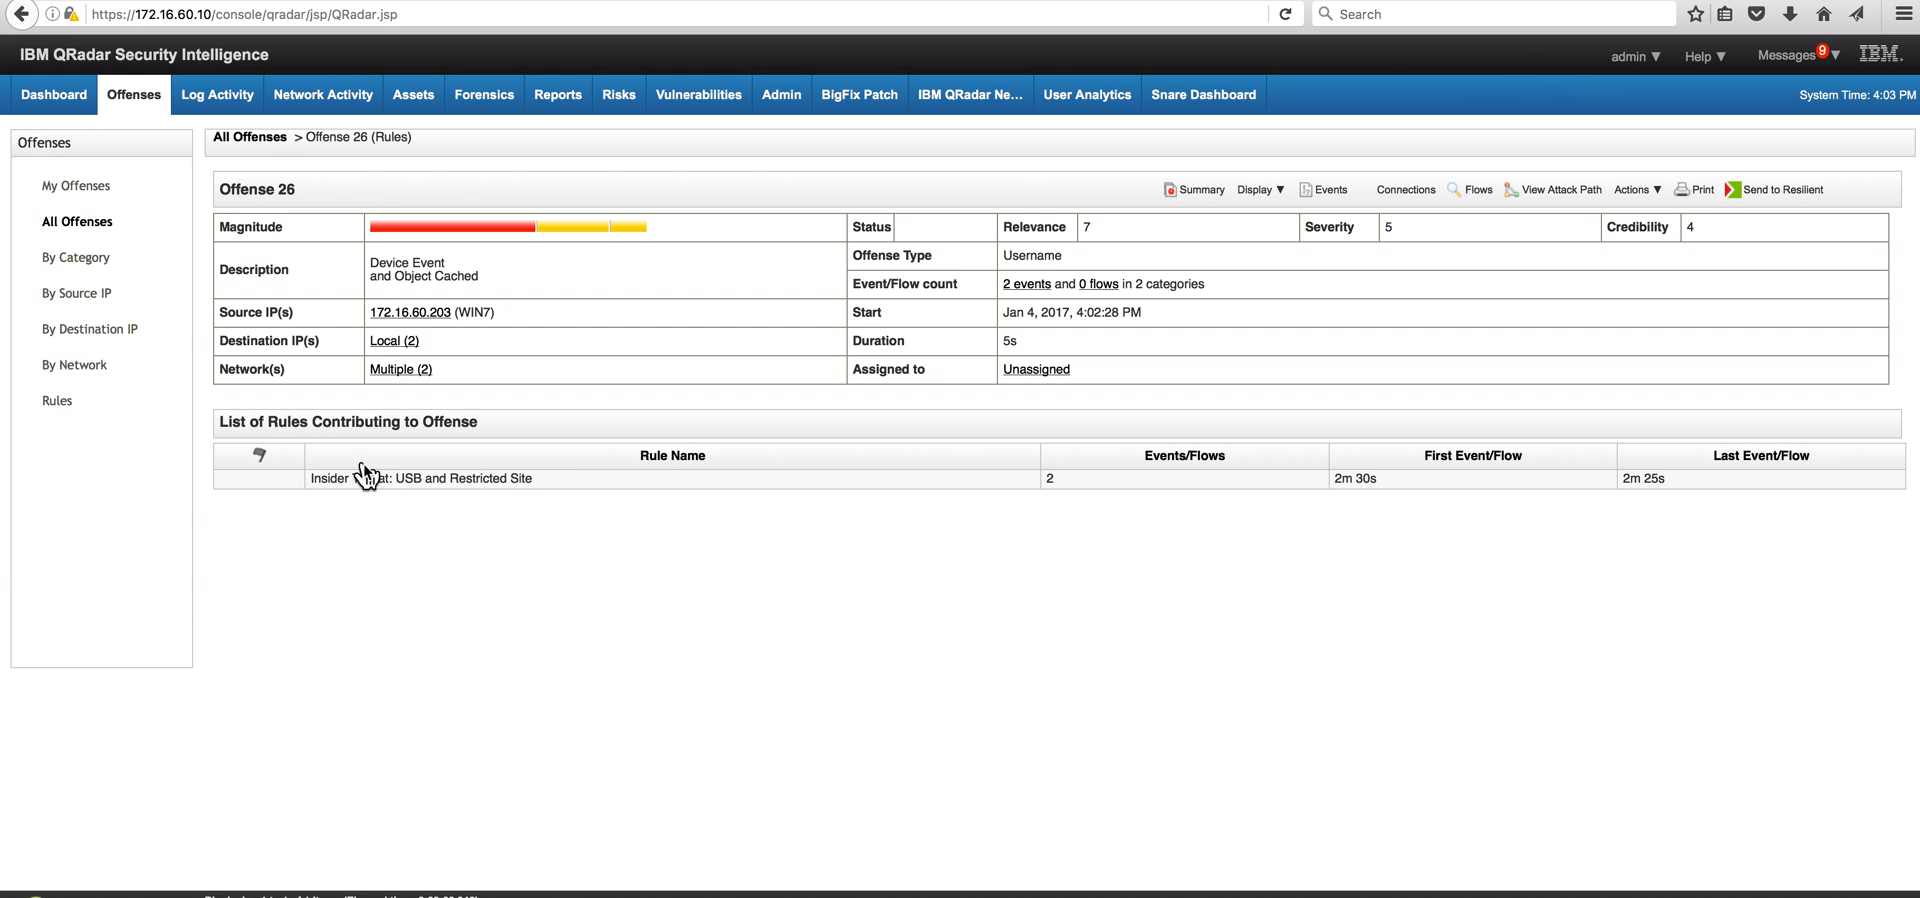 https://172.16.60.10/console/qradar/jsp/QRadar.jsp
Search
IBM QRadar Security Intelligence
admin ▼
Help ▼
Messages 9 ▼
IBM.
Dashboard
Offenses
Log Activity
Network Activity
Assets
Forensics
Reports
Risks
Vulnerabilities
Admin
BigFix Patch
IBM QRadar Ne...
User Analytics
Snare Dashboard
System Time: 4:03 PM
Offenses
My Offenses
All Offenses
By Category
By Source IP
By Destination IP
By Network
Rules
All Offenses > Offense 26 (Rules)
Offense 26
Summary
Display ▼
Events
Connections
Flows
View Attack Path
Actions ▼
Print
Send to Resilient
Magnitude
Status
Relevance 7
Severity 5
Credibility 4
Description
Device Event
and Object Cached
Offense Type Username
Event/Flow count 2 events and 0 flows in 2 categories
Source IP(s) 172.16.60.203 (WIN7)
Start Jan 4, 2017, 4:02:28 PM
Destination IP(s) Local (2)
Duration 5s
Network(s) Multiple (2)
Assigned to Unassigned
List of Rules Contributing to Offense
Rule Name Events/Flows First Event/Flow Last Event/Flow
Insider at: USB and Restricted Site 2 2m 30s 2m 25s